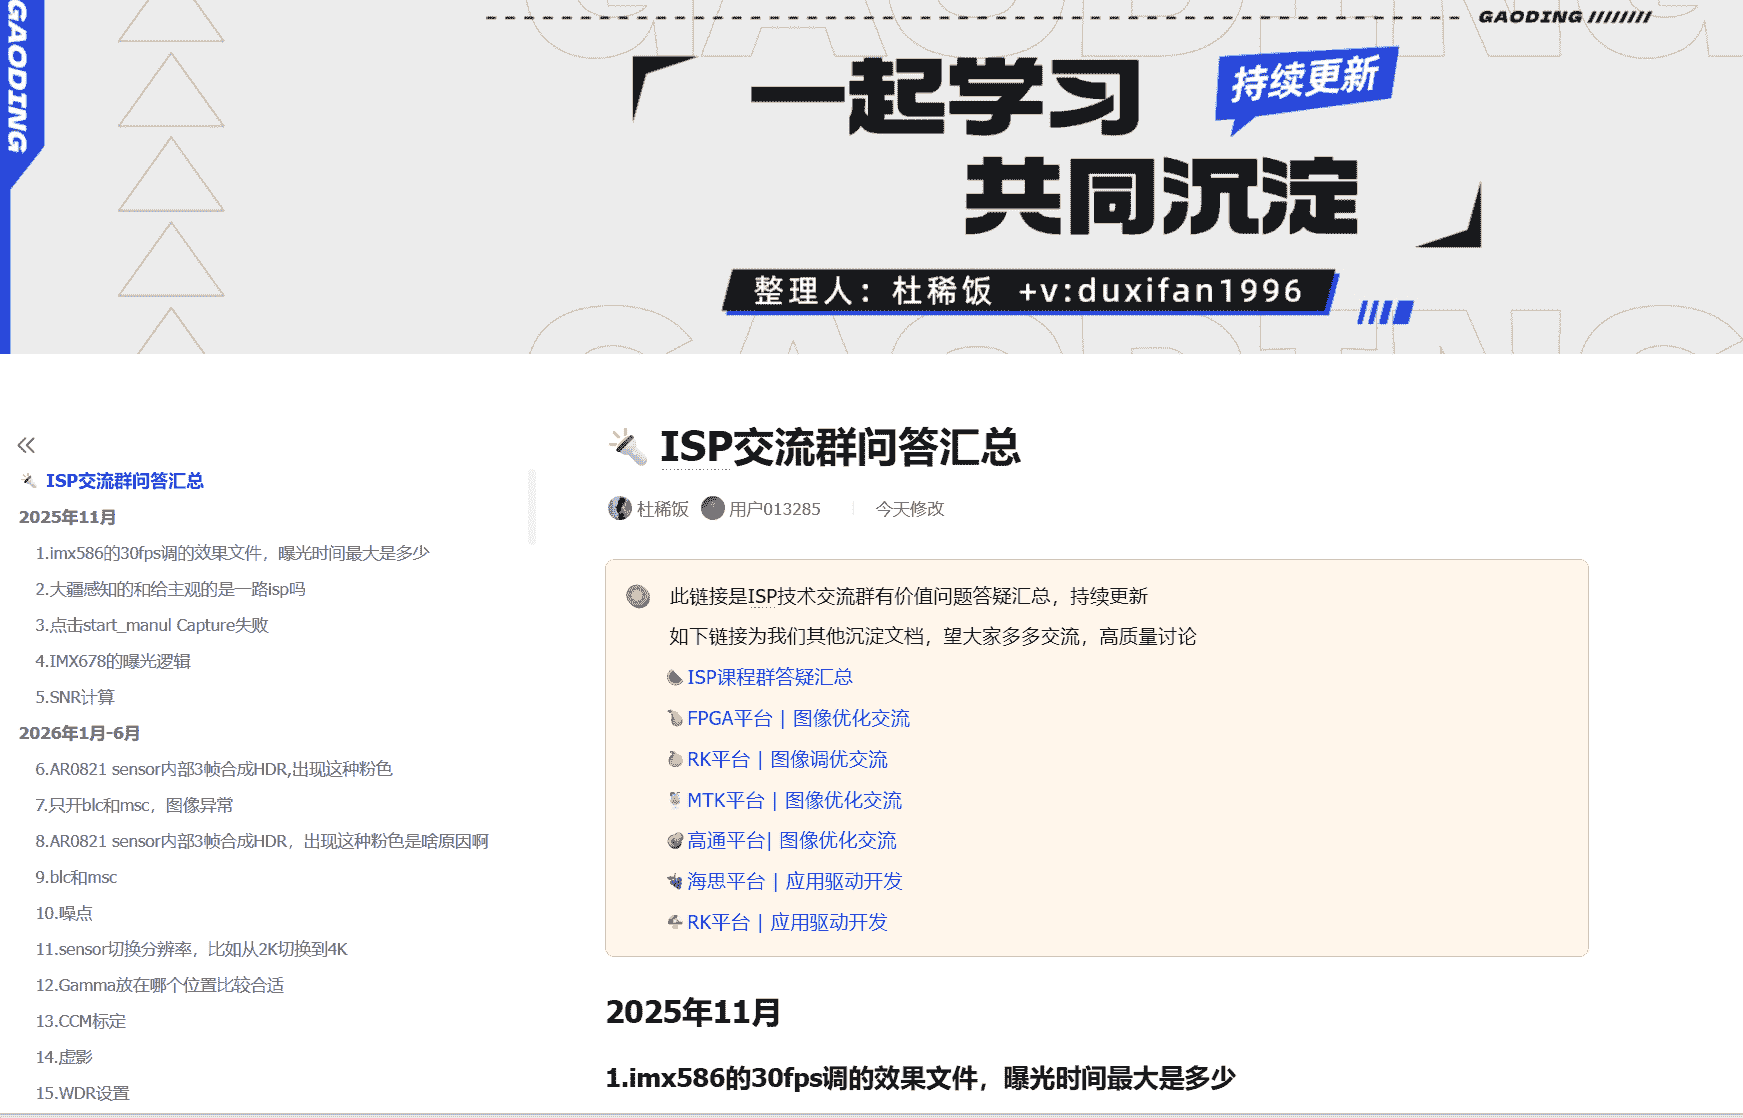 GAODING
GAODING
一起学习
持续更新
共同沉淀
整理人：杜稀饭 +v:duxifan1996
GAODING
ISP交流群问答汇总
2025年11月
1.imx586的30fps调的效果文件，曝光时间最大是多少
2.大疆感知的和给主观的是一路isp吗
3.点击start_manul Capture失败
4.IMX678的曝光逻辑
5.SNR计算
2026年1月-6月
6.AR0821 sensor内部3帧合成HDR,出现这种粉色
7.只开blc和msc，图像异常
8.AR0821 sensor内部3帧合成HDR，出现这种粉色是啥原因啊
9.blc和msc
10.噪点
11.sensor切换分辨率，比如从2K切换到4K
12.Gamma放在哪个位置比较合适
13.CCM标定
14.虚影
15.WDR设置
ISP交流群问答汇总
杜稀饭 用户013285 今天修改
此链接是ISP技术交流群有价值问题答疑汇总，持续更新
如下链接为我们其他沉淀文档，望大家多多交流，高质量讨论
ISP课程群答疑汇总
FPGA平台 | 图像优化交流
RK平台 | 图像调优交流
MTK平台 | 图像优化交流
高通平台| 图像优化交流
海思平台 | 应用驱动开发
RK平台 | 应用驱动开发
2025年11月
1.imx586的30fps调的效果文件，曝光时间最大是多少